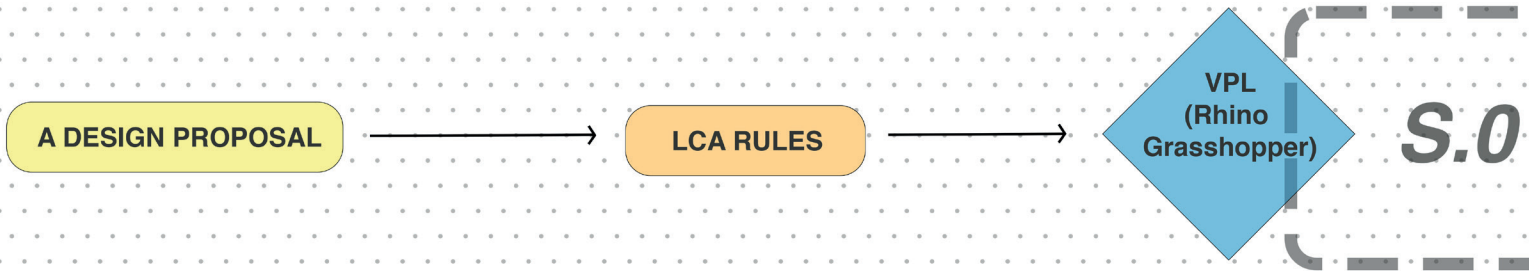 A DESIGN PROPOSAL
LCA RULES
VPL
(Rhino
Grasshopper)
S.0